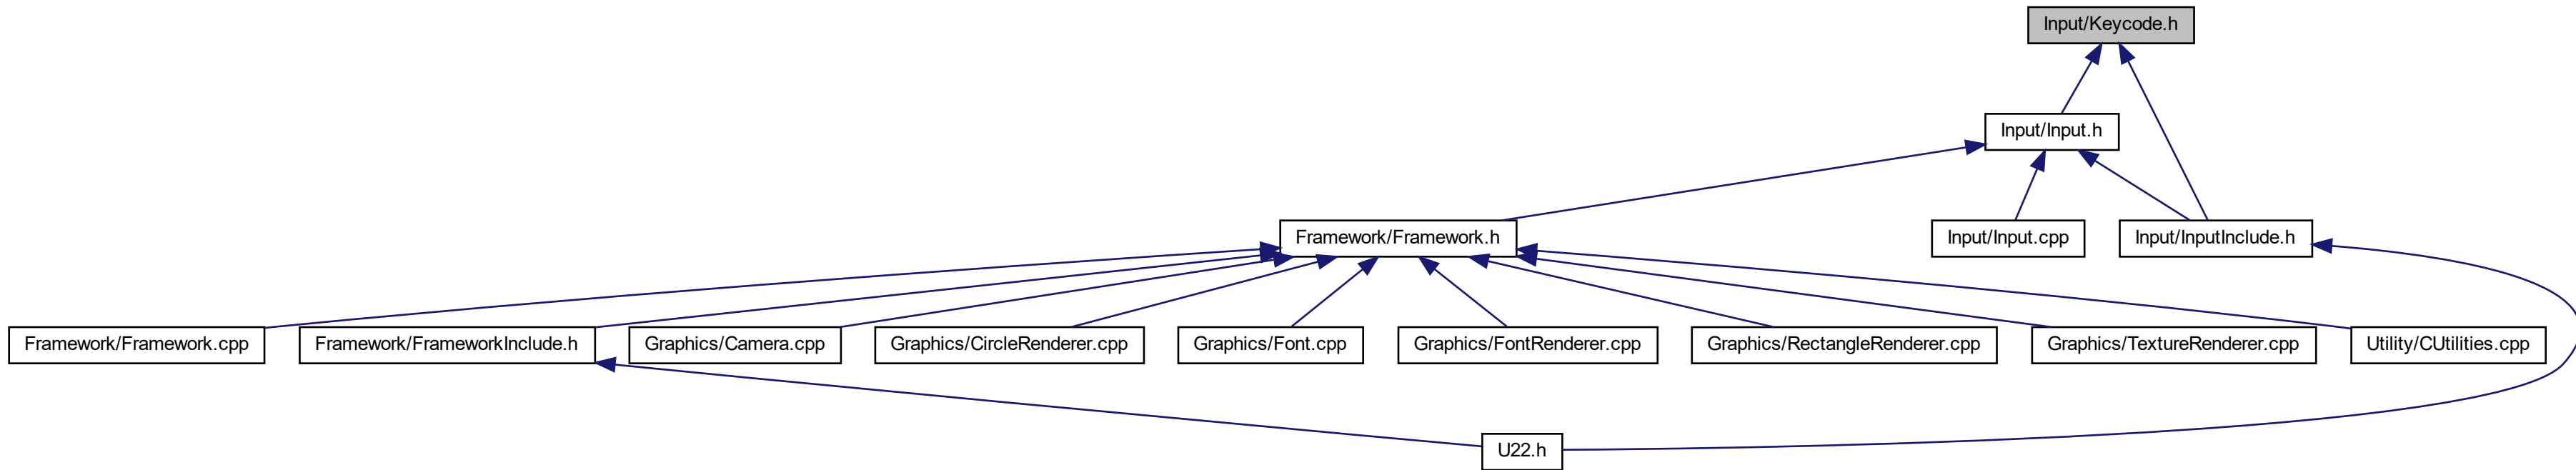 Input/Keycode.h
Input/Input.h
Framework/Framework.h
Input/Input.cpp
Input/InputInclude.h
Framework/Framework.cpp
Framework/FrameworkInclude.h
Graphics/Camera.cpp
Graphics/CircleRenderer.cpp
Graphics/Font.cpp
Graphics/FontRenderer.cpp
Graphics/RectangleRenderer.cpp
Graphics/TextureRenderer.cpp
Utility/CUtilities.cpp
U22.h